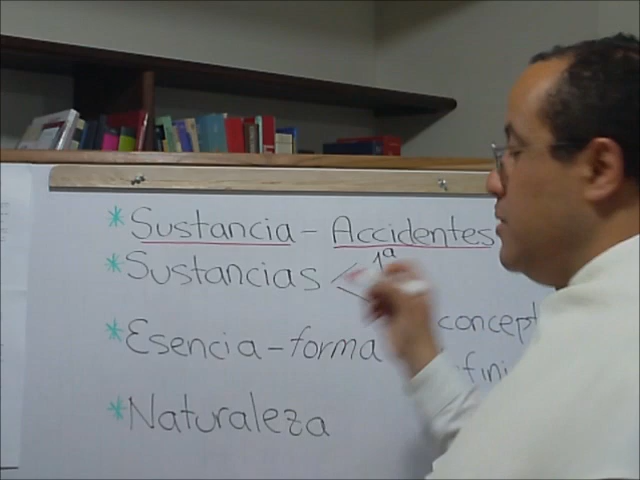 * Sustancia - Accidentes
* Sustancias < 1ª
* Esencia - forma concept
fini
* Naturaleza